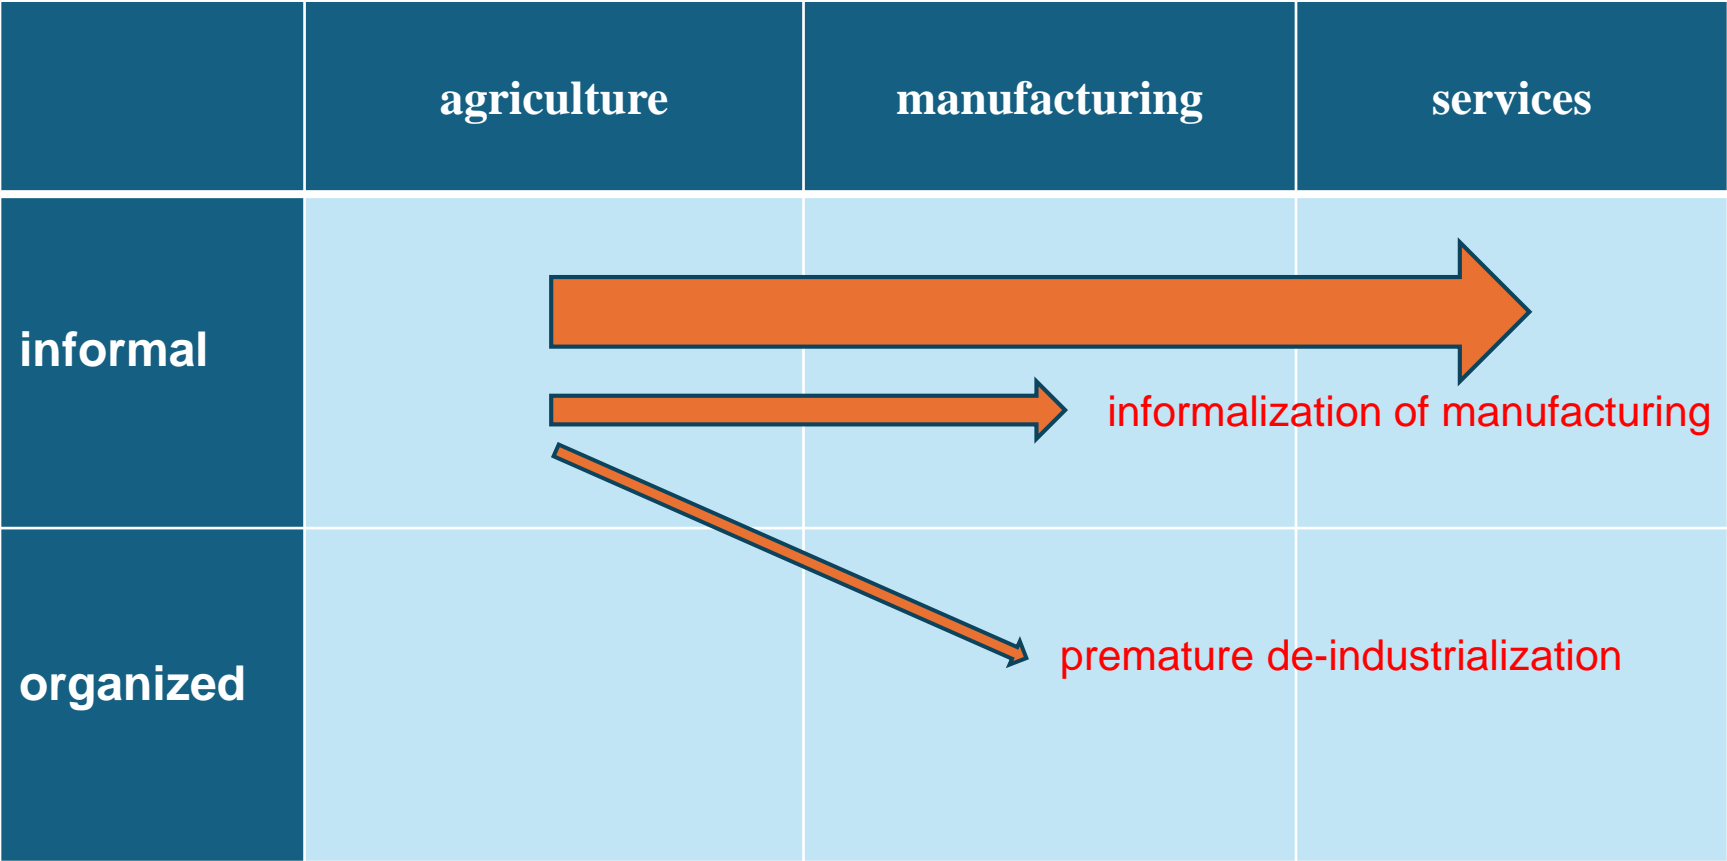 agriculture
manufacturing
services
informal
informalization of manufacturing
organized
premature de-industrialization